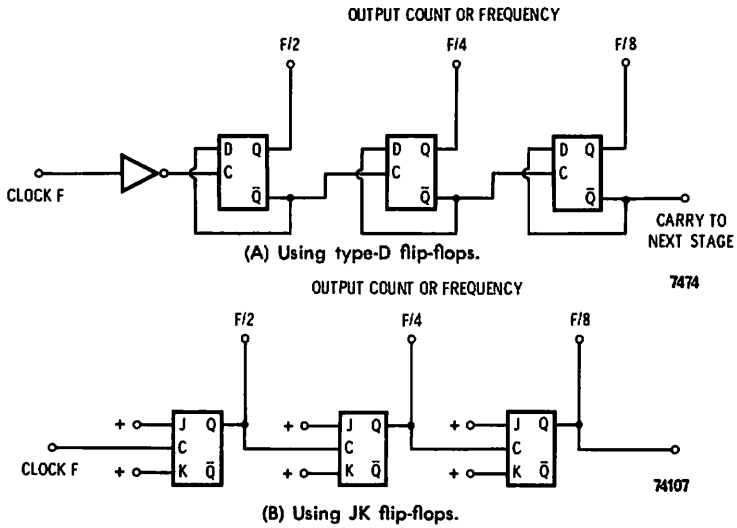 OUTPUT COUNT OR FREQUENCY
F/2 F/4 F/8
D Q D Q D Q
C C C
CLOCK F
Q̅ Q̅ Q̅
CARRY TO
NEXT STAGE
(A) Using type-D flip-flops.
7474
OUTPUT COUNT OR FREQUENCY
F/2 F/4 F/8
+ J Q + J Q + J Q
C C C
CLOCK F
+ K Q̅ + K Q̅ + K Q̅
74107
(B) Using JK flip-flops.